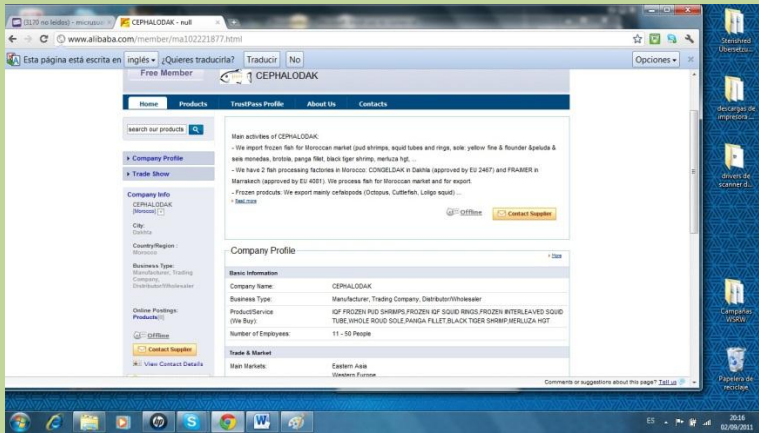 (3170 no leídos) - microsoft
CEPHALODAK - null
www.alibaba.com/member/ma102221877.html
Esta página está escrita en inglés ¿Quieres traducirla? Traducir No Opciones
Free Member
CEPHALODAK
Home Products TrustPass Profile About Us Contacts
search our products
Company Profile
Trade Show
Company Info
CEPHALODAK
[Morocco]
City:
Dakhla
Country/Region :
Morocco
Business Type:
Manufacturer, Trading
Company,
Distributor/Wholesaler
Online Postings:
Products
Offline
Contact Supplier
View Contact Details
Main activities of CEPHALODAK:
- We import frozen fish for Moroccan market (pud shrimps, squid tubes and rings, sole: yellow fine & flounder &peluda &
seis monedas, brotola, panga fillet, black tiger shrimp, merluza hgt, ...
- We have 2 fish processing factories in Morocco: CONGELDAK in Dakhla (approved by EU 2467) and FRAIMER in
Marrakech (approved by EU 4081). We process fish for Moroccan market and for export.
- Frozen prodcuts: We export mainly cefalopods (Octopus, Cuttlefish, Loligo squid) ...
Read more
Offline Contact Supplier
Company Profile
More
Basic Information
Company Name: CEPHALODAK
Business Type: Manufacturer, Trading Company, Distributor/Wholesaler
Product/Service (We Buy): IQF FROZEN PUD SHRIMPS,FROZEN IQF SQUID RINGS,FROZEN INTERLEAVED SQUID
TUBE,WHOLE ROUD SOLE,PANGA FILLET,BLACK TIGER SHRIMP,MERLUZA HGT
Number of Employees: 11 - 50 People
Trade & Market
Main Markets: Eastern Asia
Western Europe
Comments or suggestions about this page? Tell us
Übersetzu...
descargas de
impresora ...
drivers de
scanner d...
Campañas
WSRW
Papelera de
reciclaje
ES
20:16
02/09/2011